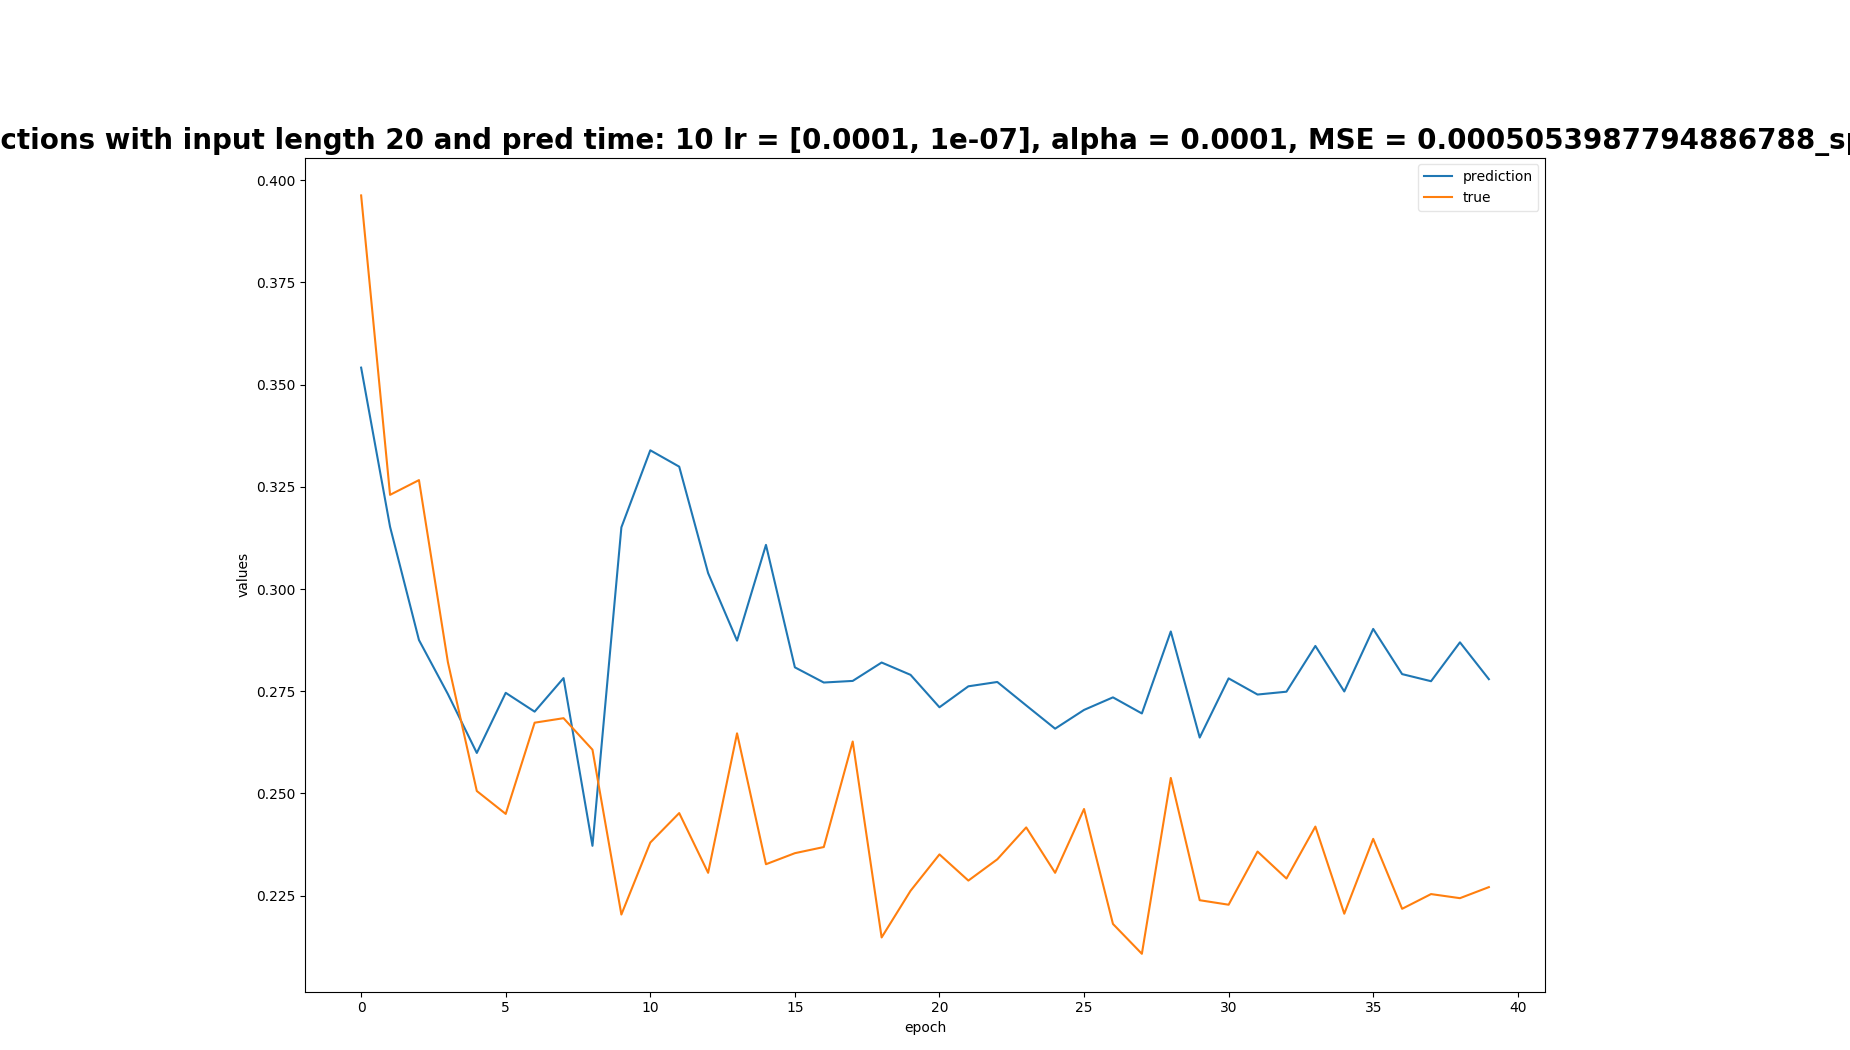 ctions with input length 20 and pred time: 10 lr = [0.0001, 1e-07], alpha = 0.0001, MSE = 0.0005053987794886788_sp
prediction
true
0.400
0.375
0.350
0.325
0.300
0.275
0.250
0.225
values
0 5 10 15 20 25 30 35 40
epoch